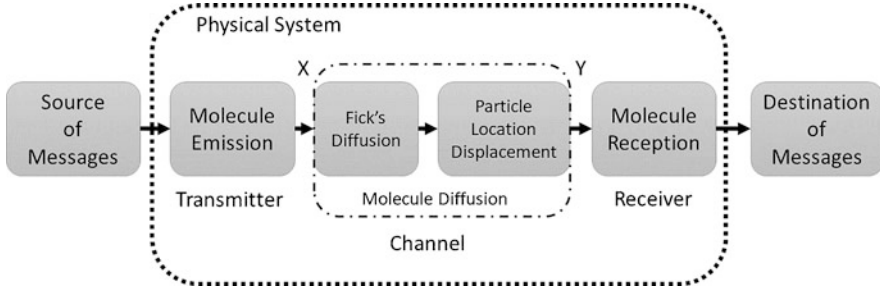 Physical System
X
Y
Source
of
Messages
Molecule
Emission
Fick's
Diffusion
Particle
Location
Displacement
Molecule
Reception
Destination
of
Messages
Transmitter
Molecule Diffusion
Receiver
Channel